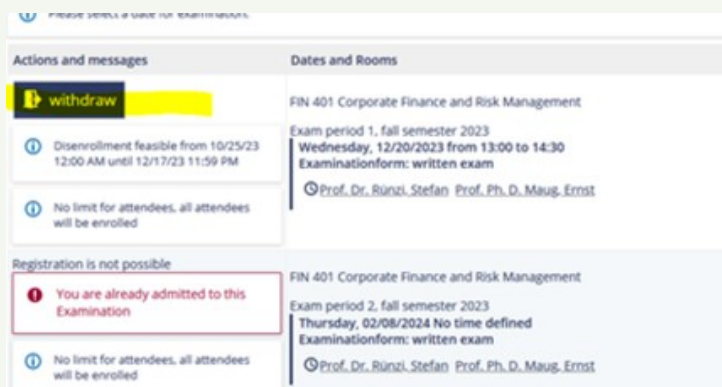 Please select a date for examination.
Actions and messages
Dates and Rooms
withdraw
FIN 401 Corporate Finance and Risk Management
Disenrollment feasible from 10/25/23
12:00 AM until 12/17/23 11:59 PM
Exam period 1, fall semester 2023
Wednesday, 12/20/2023 from 13:00 to 14:30
Examinationform: written exam
Prof. Dr. Rünzi, Stefan Prof. Ph. D. Maug, Ernst
No limit for attendees, all attendees
will be enrolled
Registration is not possible
You are already admitted to this
Examination
FIN 401 Corporate Finance and Risk Management
Exam period 2, fall semester 2023
Thursday, 02/08/2024 No time defined
Examinationform: written exam
Prof. Dr. Rünzi, Stefan Prof. Ph. D. Maug, Ernst
No limit for attendees, all attendees
will be enrolled